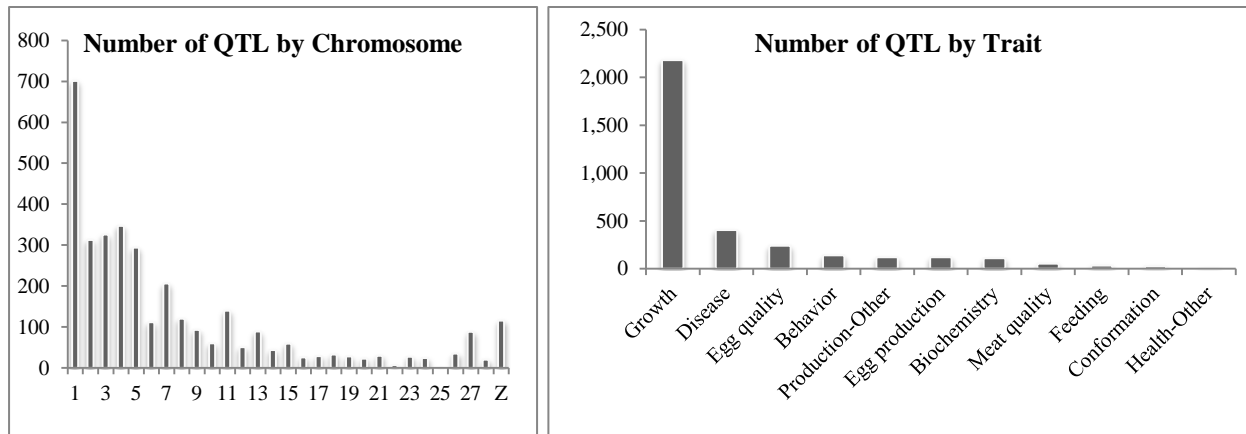 Number of QTL by Chromosome
800
700
600
500
400
300
200
100
0
1 3 5 7 9 11 13 15 17 19 21 23 25 27 Z
Number of QTL by Trait
2,500
2,000
1,500
1,000
500
0
Growth
Disease
Egg quality
Behavior
Production-Other
Egg production
Biochemistry
Meat quality
Feeding
Conformation
Health-Other